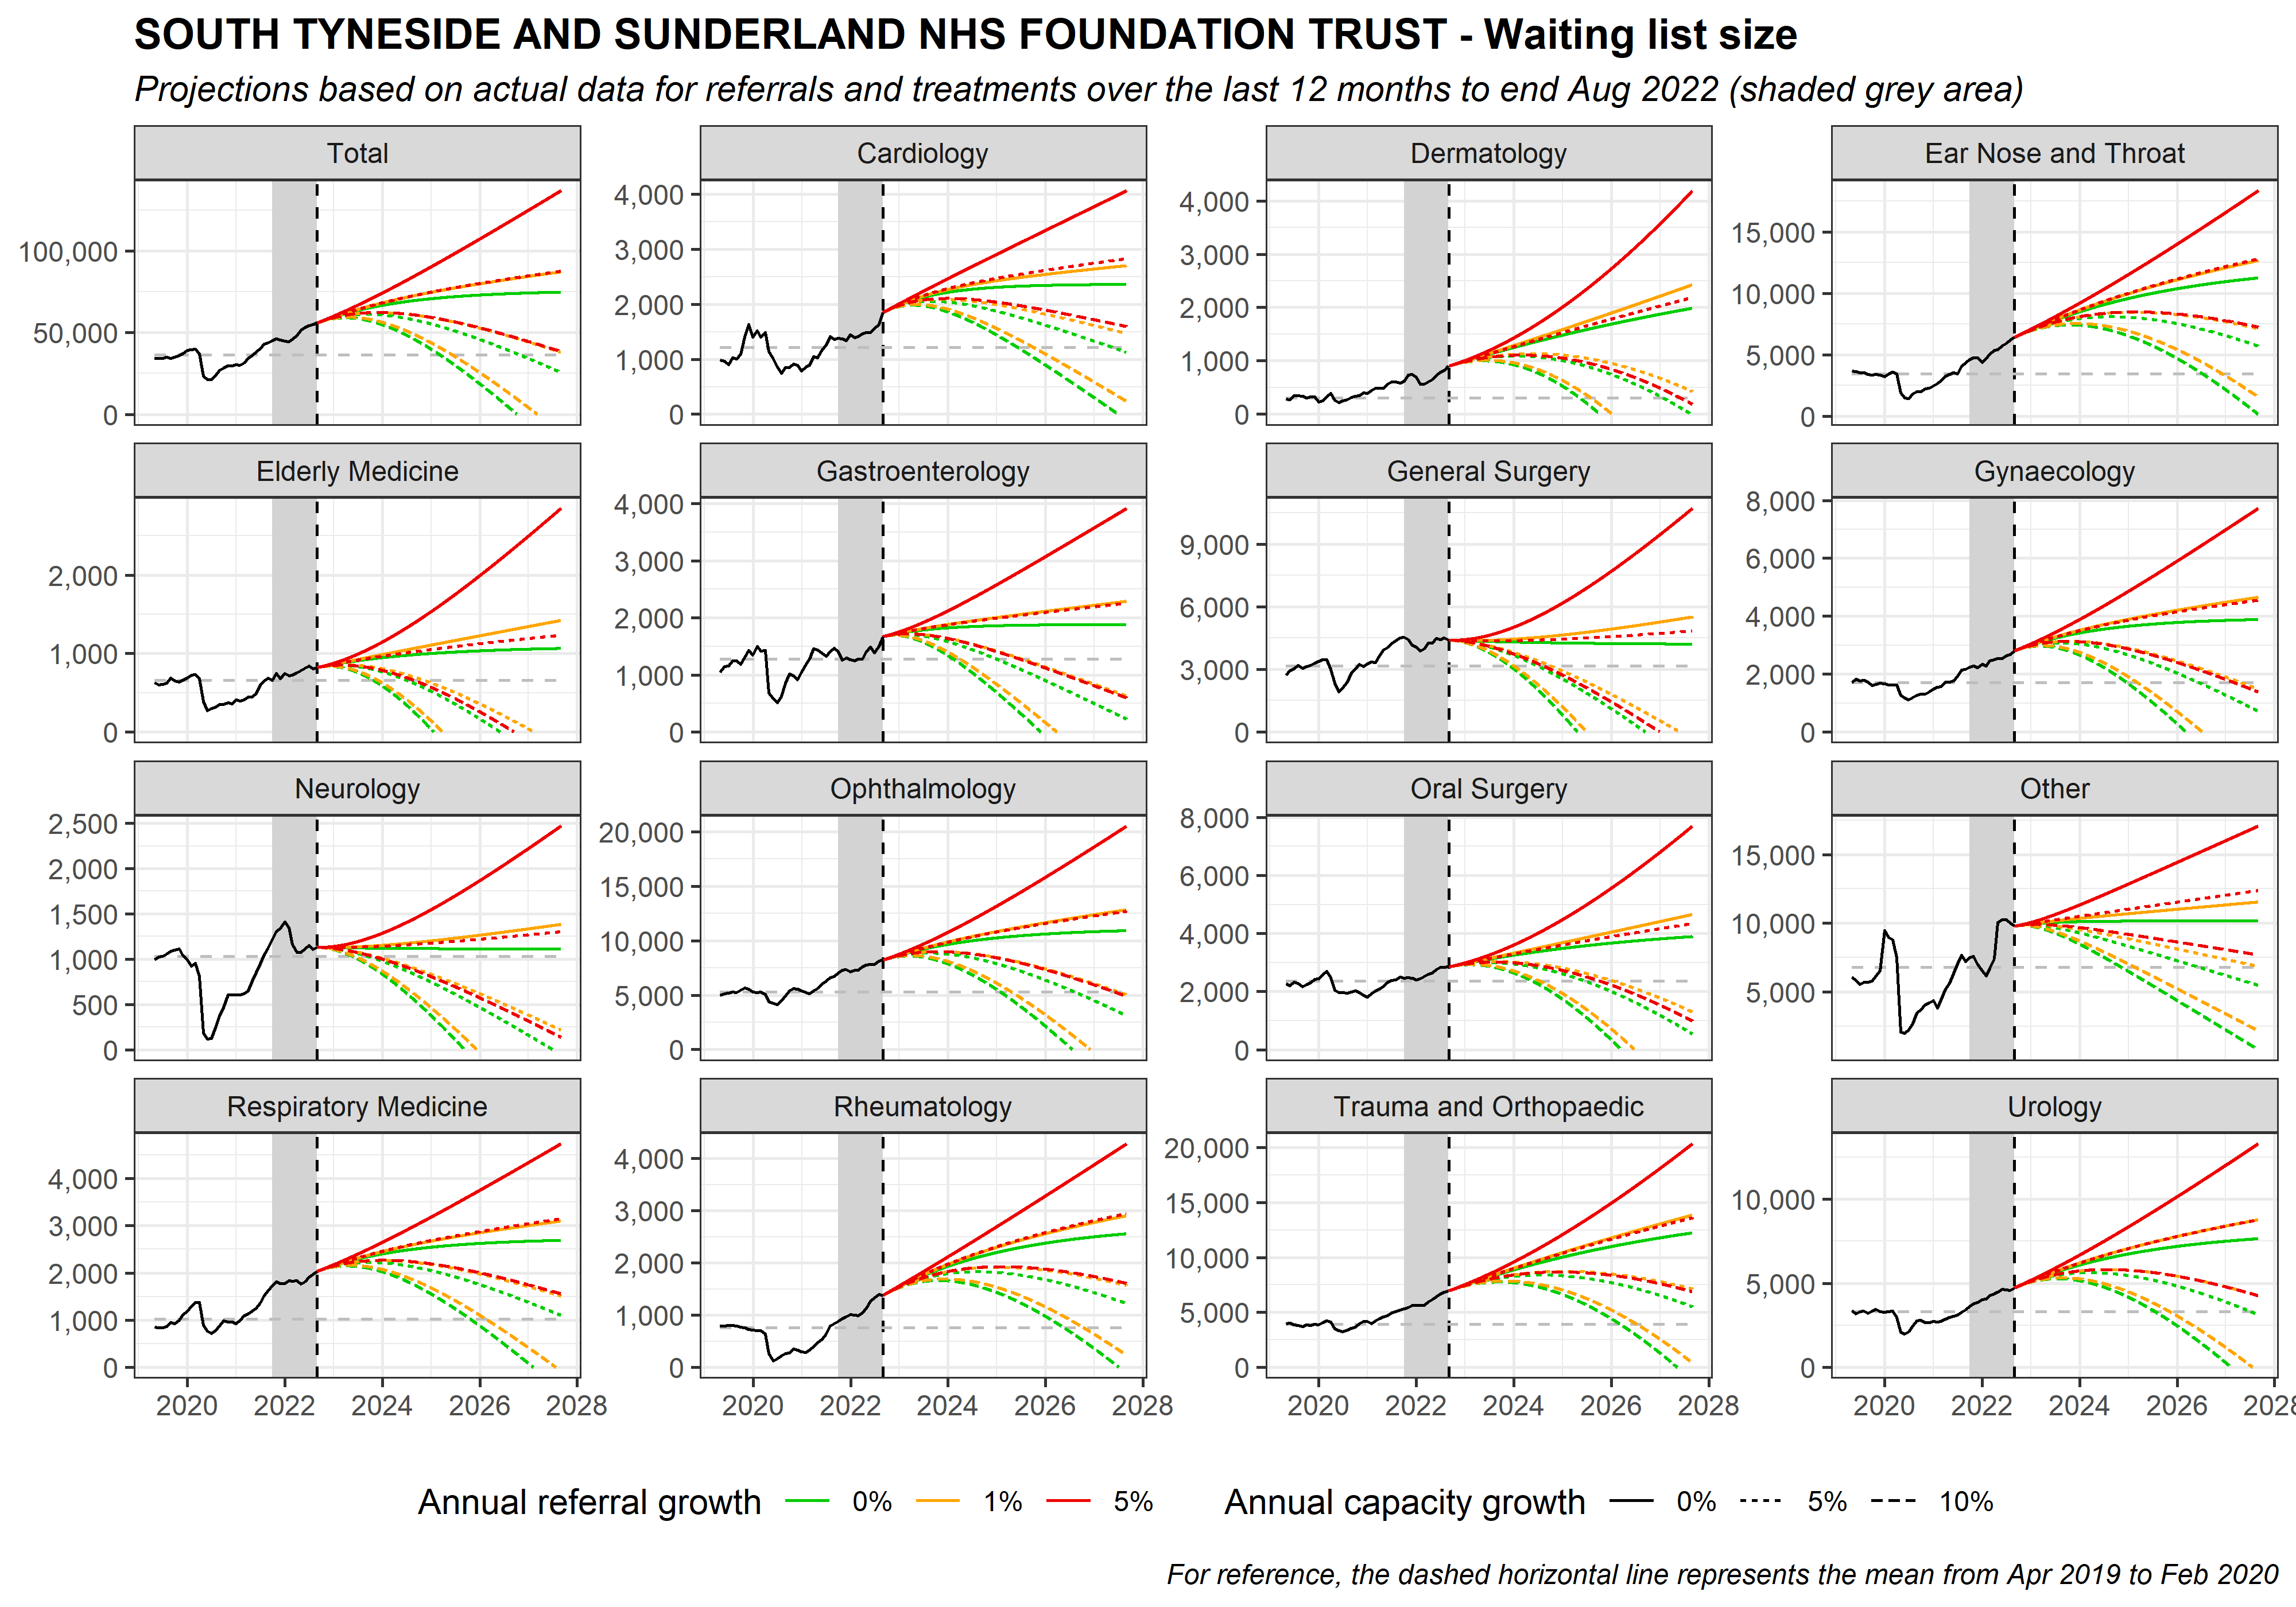 SOUTH TYNESIDE AND SUNDERLAND NHS FOUNDATION TRUST - Waiting list size
Projections based on actual data for referrals and treatments over the last 12 months to end Aug 2022 (shaded grey area)
Total
Cardiology
Dermatology
Ear Nose and Throat
100,000
50,000
0
4,000
3,000
2,000
1,000
0
4,000
3,000
2,000
1,000
0
15,000
10,000
5,000
0
Elderly Medicine
Gastroenterology
General Surgery
Gynaecology
2,000
1,000
0
4,000
3,000
2,000
1,000
0
9,000
6,000
3,000
0
8,000
6,000
4,000
2,000
0
Neurology
Ophthalmology
Oral Surgery
Other
2,500
2,000
1,500
1,000
500
0
20,000
15,000
10,000
5,000
0
8,000
6,000
4,000
2,000
0
15,000
10,000
5,000
Respiratory Medicine
Rheumatology
Trauma and Orthopaedic
Urology
4,000
3,000
2,000
1,000
0
4,000
3,000
2,000
1,000
0
20,000
15,000
10,000
5,000
0
10,000
5,000
0
2020 2022 2024 2026 2028
2020 2022 2024 2026 2028
2020 2022 2024 2026 2028
2020 2022 2024 2026 2028
Annual referral growth 0% 1% 5%
Annual capacity growth 0% 5% 10%
For reference, the dashed horizontal line represents the mean from Apr 2019 to Feb 2020